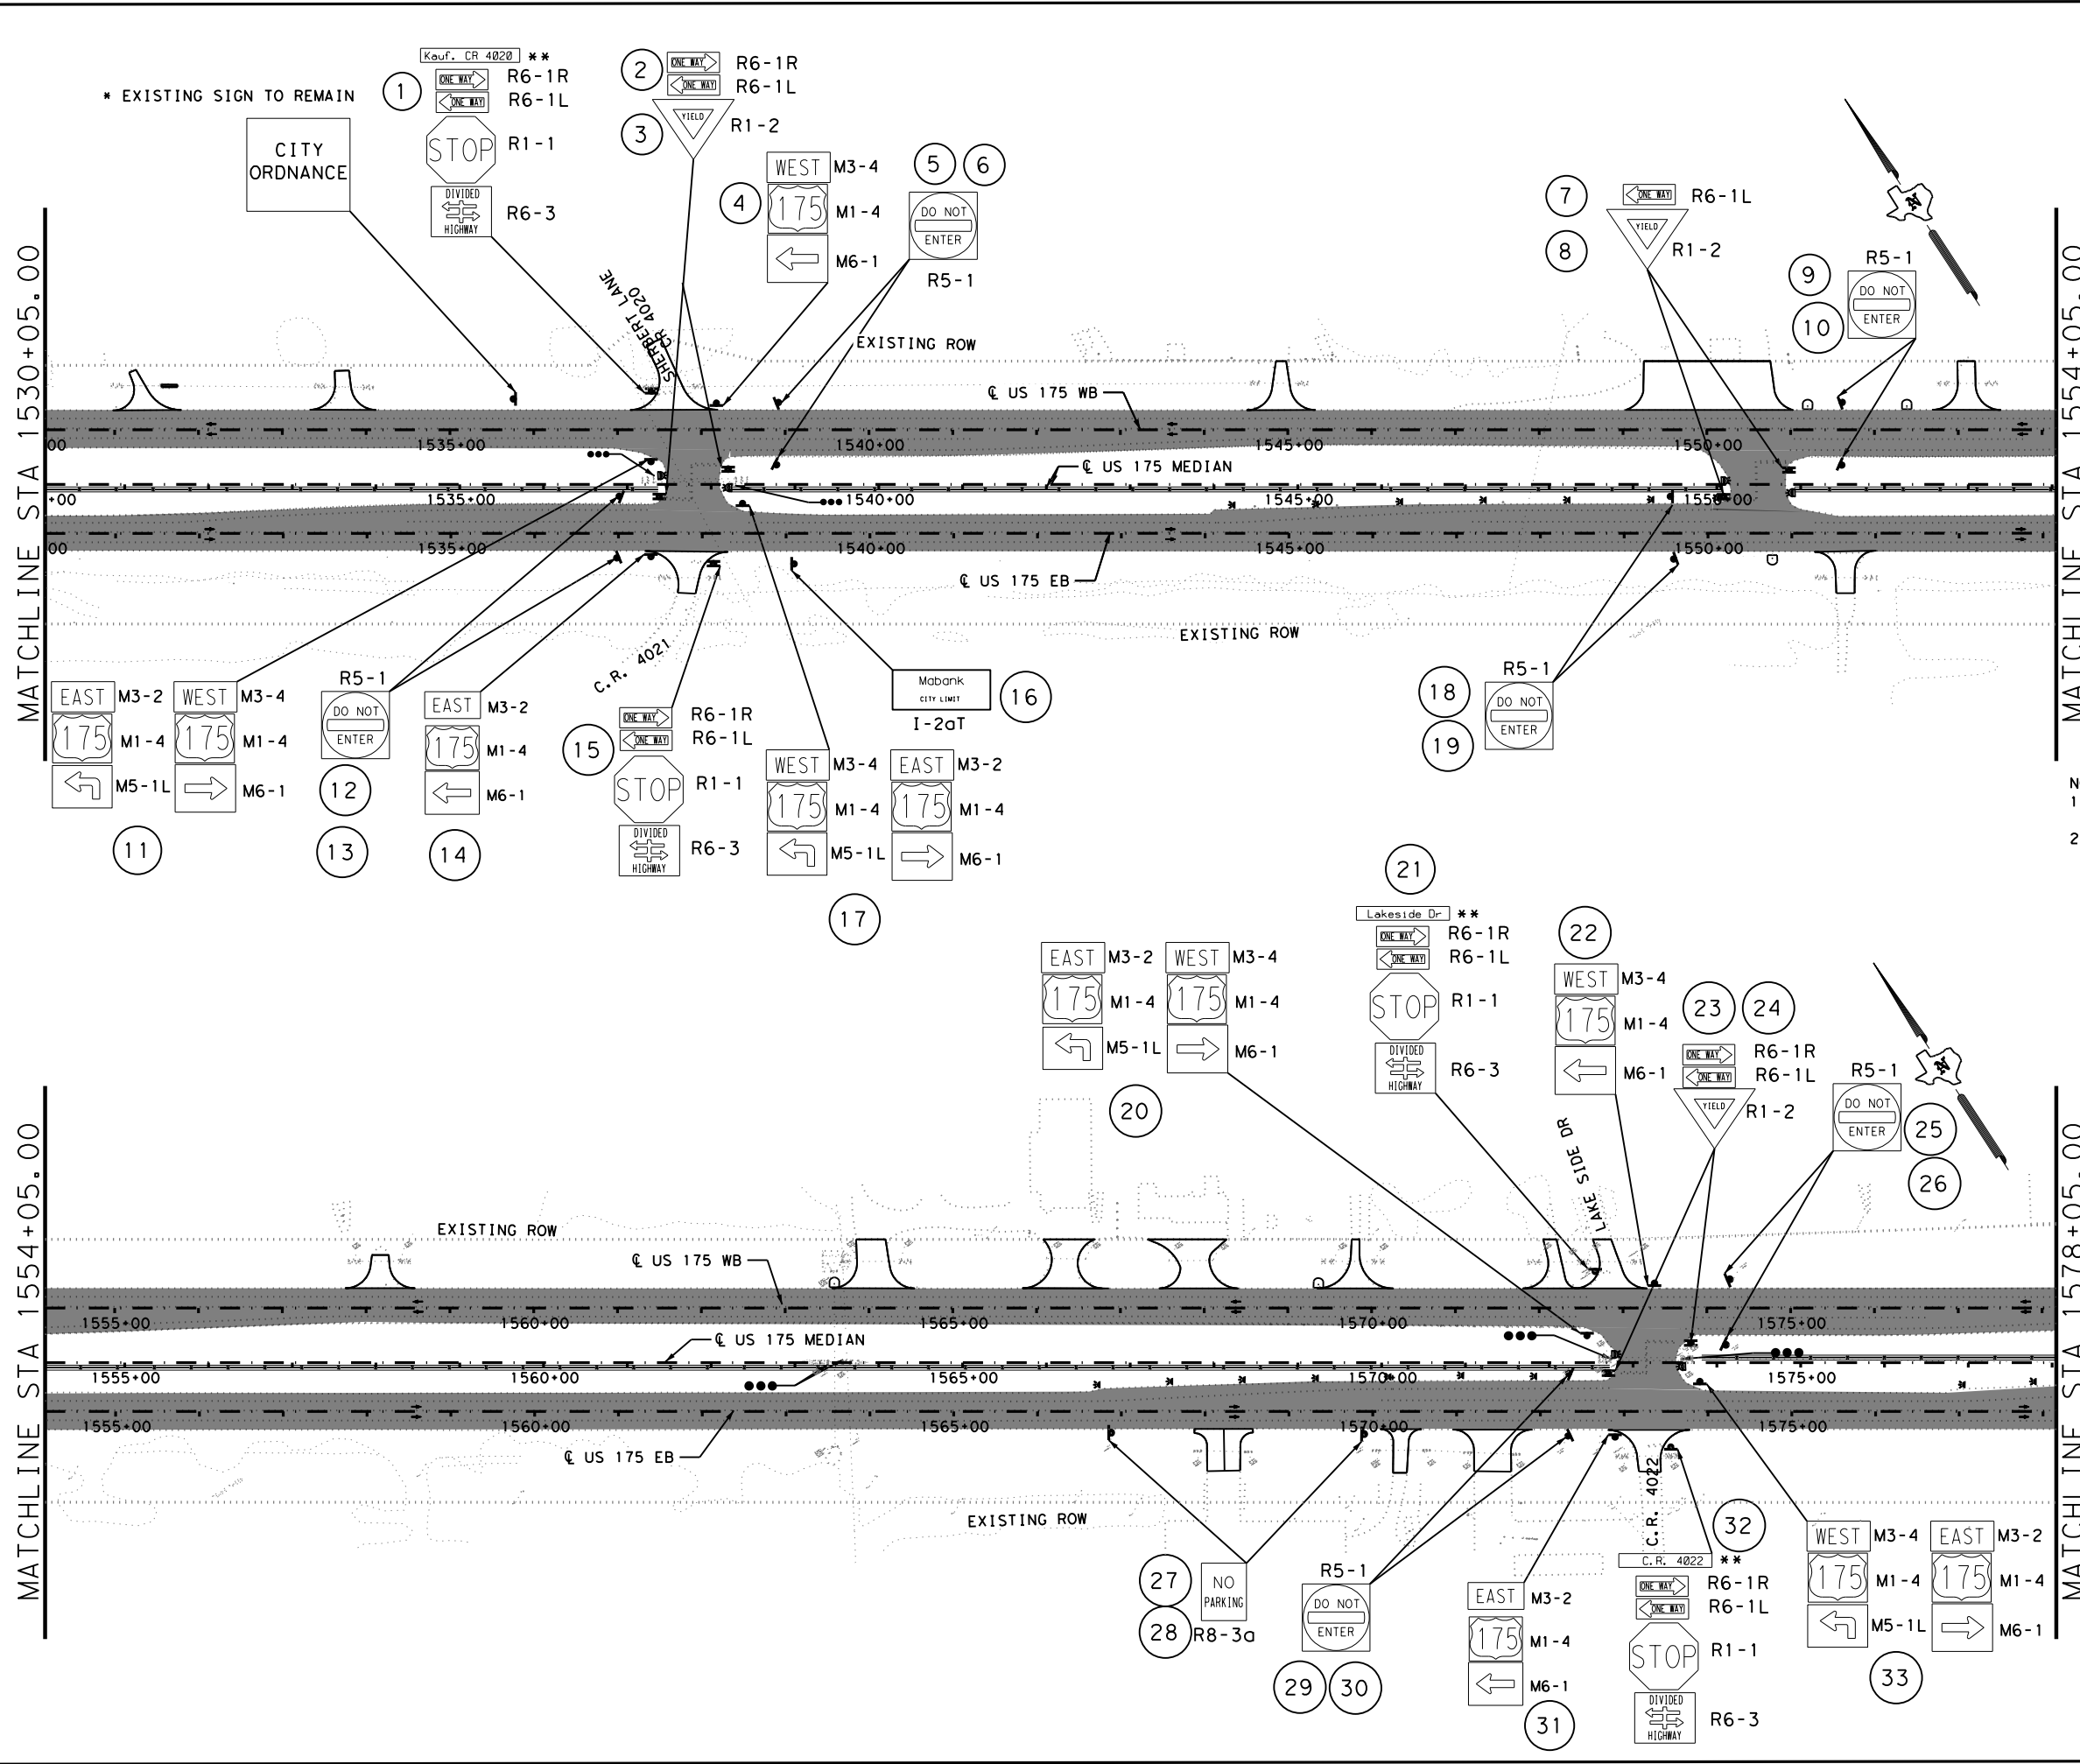 * EXISTING SIGN TO REMAIN
CITY
ORDNANCE
1
Kauf. CR 4020 **
ONE WAY R6-1R
ONE WAY R6-1L
STOP R1-1
DIVIDED
HIGHWAY
R6-3
2
ONE WAY R6-1R
ONE WAY R6-1L
3
YIELD R1-2
4
WEST M3-4
175 M1-4
M6-1
5 6
DO NOT
ENTER
R5-1
7
ONE WAY R6-1L
8
YIELD R1-2
9
10
R5-1
DO NOT
ENTER
N
MATCHLINE STA 1530+05.00
MATCHLINE STA 1554+05.00
SHERBERT LANE
CR 4020
EXISTING ROW
℄ US 175 WB
00
1535+00
1540+00
1545+00
1550+00
℄ US 175 MEDIAN
+00
1535+00
1540+00
1545+00
1550+00
00
1535+00
1540+00
1545+00
1550+00
℄ US 175 EB
EXISTING ROW
C.R. 4021
EAST M3-2
175 M1-4
M5-1L
WEST M3-4
175 M1-4
M6-1
11
R5-1
DO NOT
ENTER
12
13
EAST M3-2
175 M1-4
M6-1
14
15
ONE WAY R6-1R
ONE WAY R6-1L
STOP R1-1
DIVIDED
HIGHWAY
R6-3
Mabank
CITY LIMIT
I-2aT
16
WEST M3-4
175 M1-4
M5-1L
EAST M3-2
175 M1-4
M6-1
17
18
19
R5-1
DO NOT
ENTER
N
1
2
EAST M3-2
175 M1-4
M5-1L
WEST M3-4
175 M1-4
M6-1
20
21
Lakeside Dr **
ONE WAY R6-1R
ONE WAY R6-1L
STOP R1-1
DIVIDED
HIGHWAY
R6-3
22
WEST M3-4
175 M1-4
M6-1
23 24
ONE WAY R6-1R
ONE WAY R6-1L
YIELD R1-2
R5-1
DO NOT
ENTER
25
26
N
MATCHLINE STA 1554+05.00
MATCHLINE STA 1578+05.00
LAKE SIDE DR
EXISTING ROW
℄ US 175 WB
1555+00
1560+00
1565+00
1570+00
1575+00
℄ US 175 MEDIAN
1555+00
1560+00
1565+00
1570+00
1575+00
1555+00
1560+00
1565+00
1570+00
1575+00
℄ US 175 EB
EXISTING ROW
C.R. 4022
27
28
NO
PARKING
R8-3a
R5-1
DO NOT
ENTER
29 30
EAST M3-2
175 M1-4
M6-1
31
32
C.R. 4022 **
ONE WAY R6-1R
ONE WAY R6-1L
STOP R1-1
DIVIDED
HIGHWAY
R6-3
WEST M3-4
175 M1-4
M5-1L
EAST M3-2
175 M1-4
M6-1
33